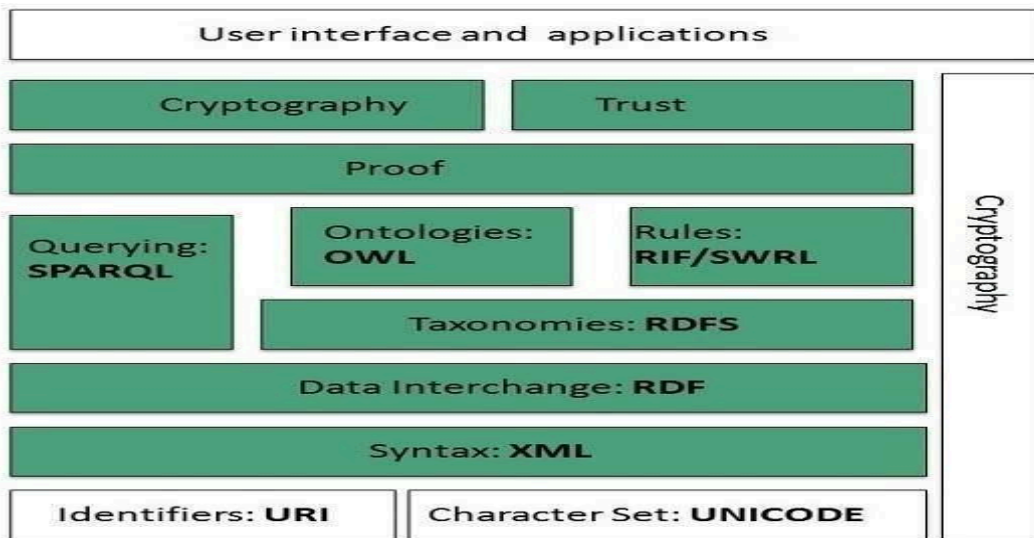 User interface and applications
Cryptography
Trust
Proof
Querying:
SPARQL
Ontologies:
OWL
Rules:
RIF/SWRL
Taxonomies: RDFS
Data Interchange: RDF
Syntax: XML
Identifiers: URI
Character Set: UNICODE
Cryptography